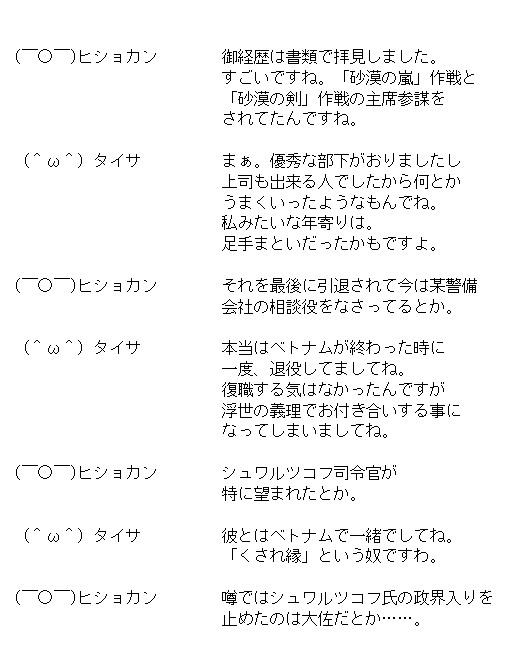 (￣○￣)ヒショカン 御経歴は書類で拝見しました。
すごいですね。「砂漠の嵐」作戦と
「砂漠の剣」作戦の主席参謀を
されてたんですね。
(＾ω＾) タイサ まぁ。優秀な部下がおりましたし
上司も出来る人でしたから何とか
うまくいったようなもんでね。
私みたいな年寄りは。
足手まといだったかもですよ。
(￣○￣)ヒショカン それを最後に引退されて今は某警備
会社の相談役をなさってるとか。
(＾ω＾) タイサ 本当はベトナムが終わった時に
一度、退役してましてね。
復職する気はなかったんですが
浮世の義理でお付き合いする事に
なってしまいましてね。
(￣○￣)ヒショカン シュワルツコフ司令官が
特に望まれたとか。
(＾ω＾) タイサ 彼とはベトナムで一緒でしてね。
「くされ縁」という奴ですわ。
(￣○￣)ヒショカン 噂ではシュワルツコフ氏の政界入りを
止めたのは大佐だとか……。